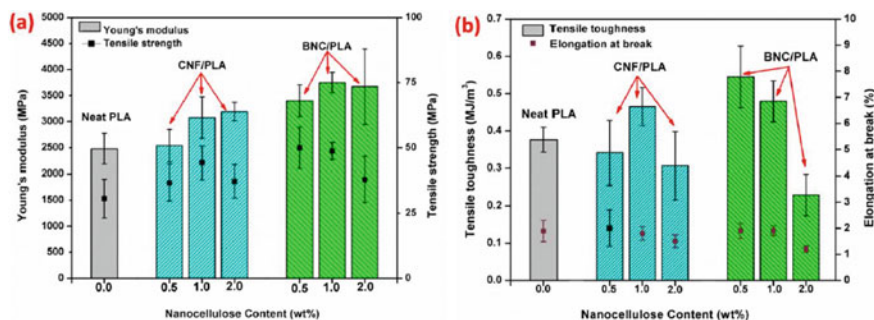 (a)
Young's modulus
Tensile strength
BNC/PLA
CNF/PLA
Neat PLA
Young's modulus
(MPa)
5000
4500
4000
3500
3000
2500
2000
1500
1000
500
0
100
75
50
25
0
Tensile strength (MPa)
0.0 0.5 1.0 2.0 0.5 1.0 2.0
Nanocellulose Content (wt%)
(b)
Tensile toughness
Elongation at break
BNC/PLA
CNF/PLA
Neat PLA
Tensile toughness (MJ/m³)
0.7
0.6
0.5
0.4
0.3
0.2
0.1
0.0
10
9
8
7
6
5
4
3
2
1
0
Elongation at break (%)
0.0 0.5 1.0 2.0 0.5 1.0 2.0
Nanocellulose Content (wt%)